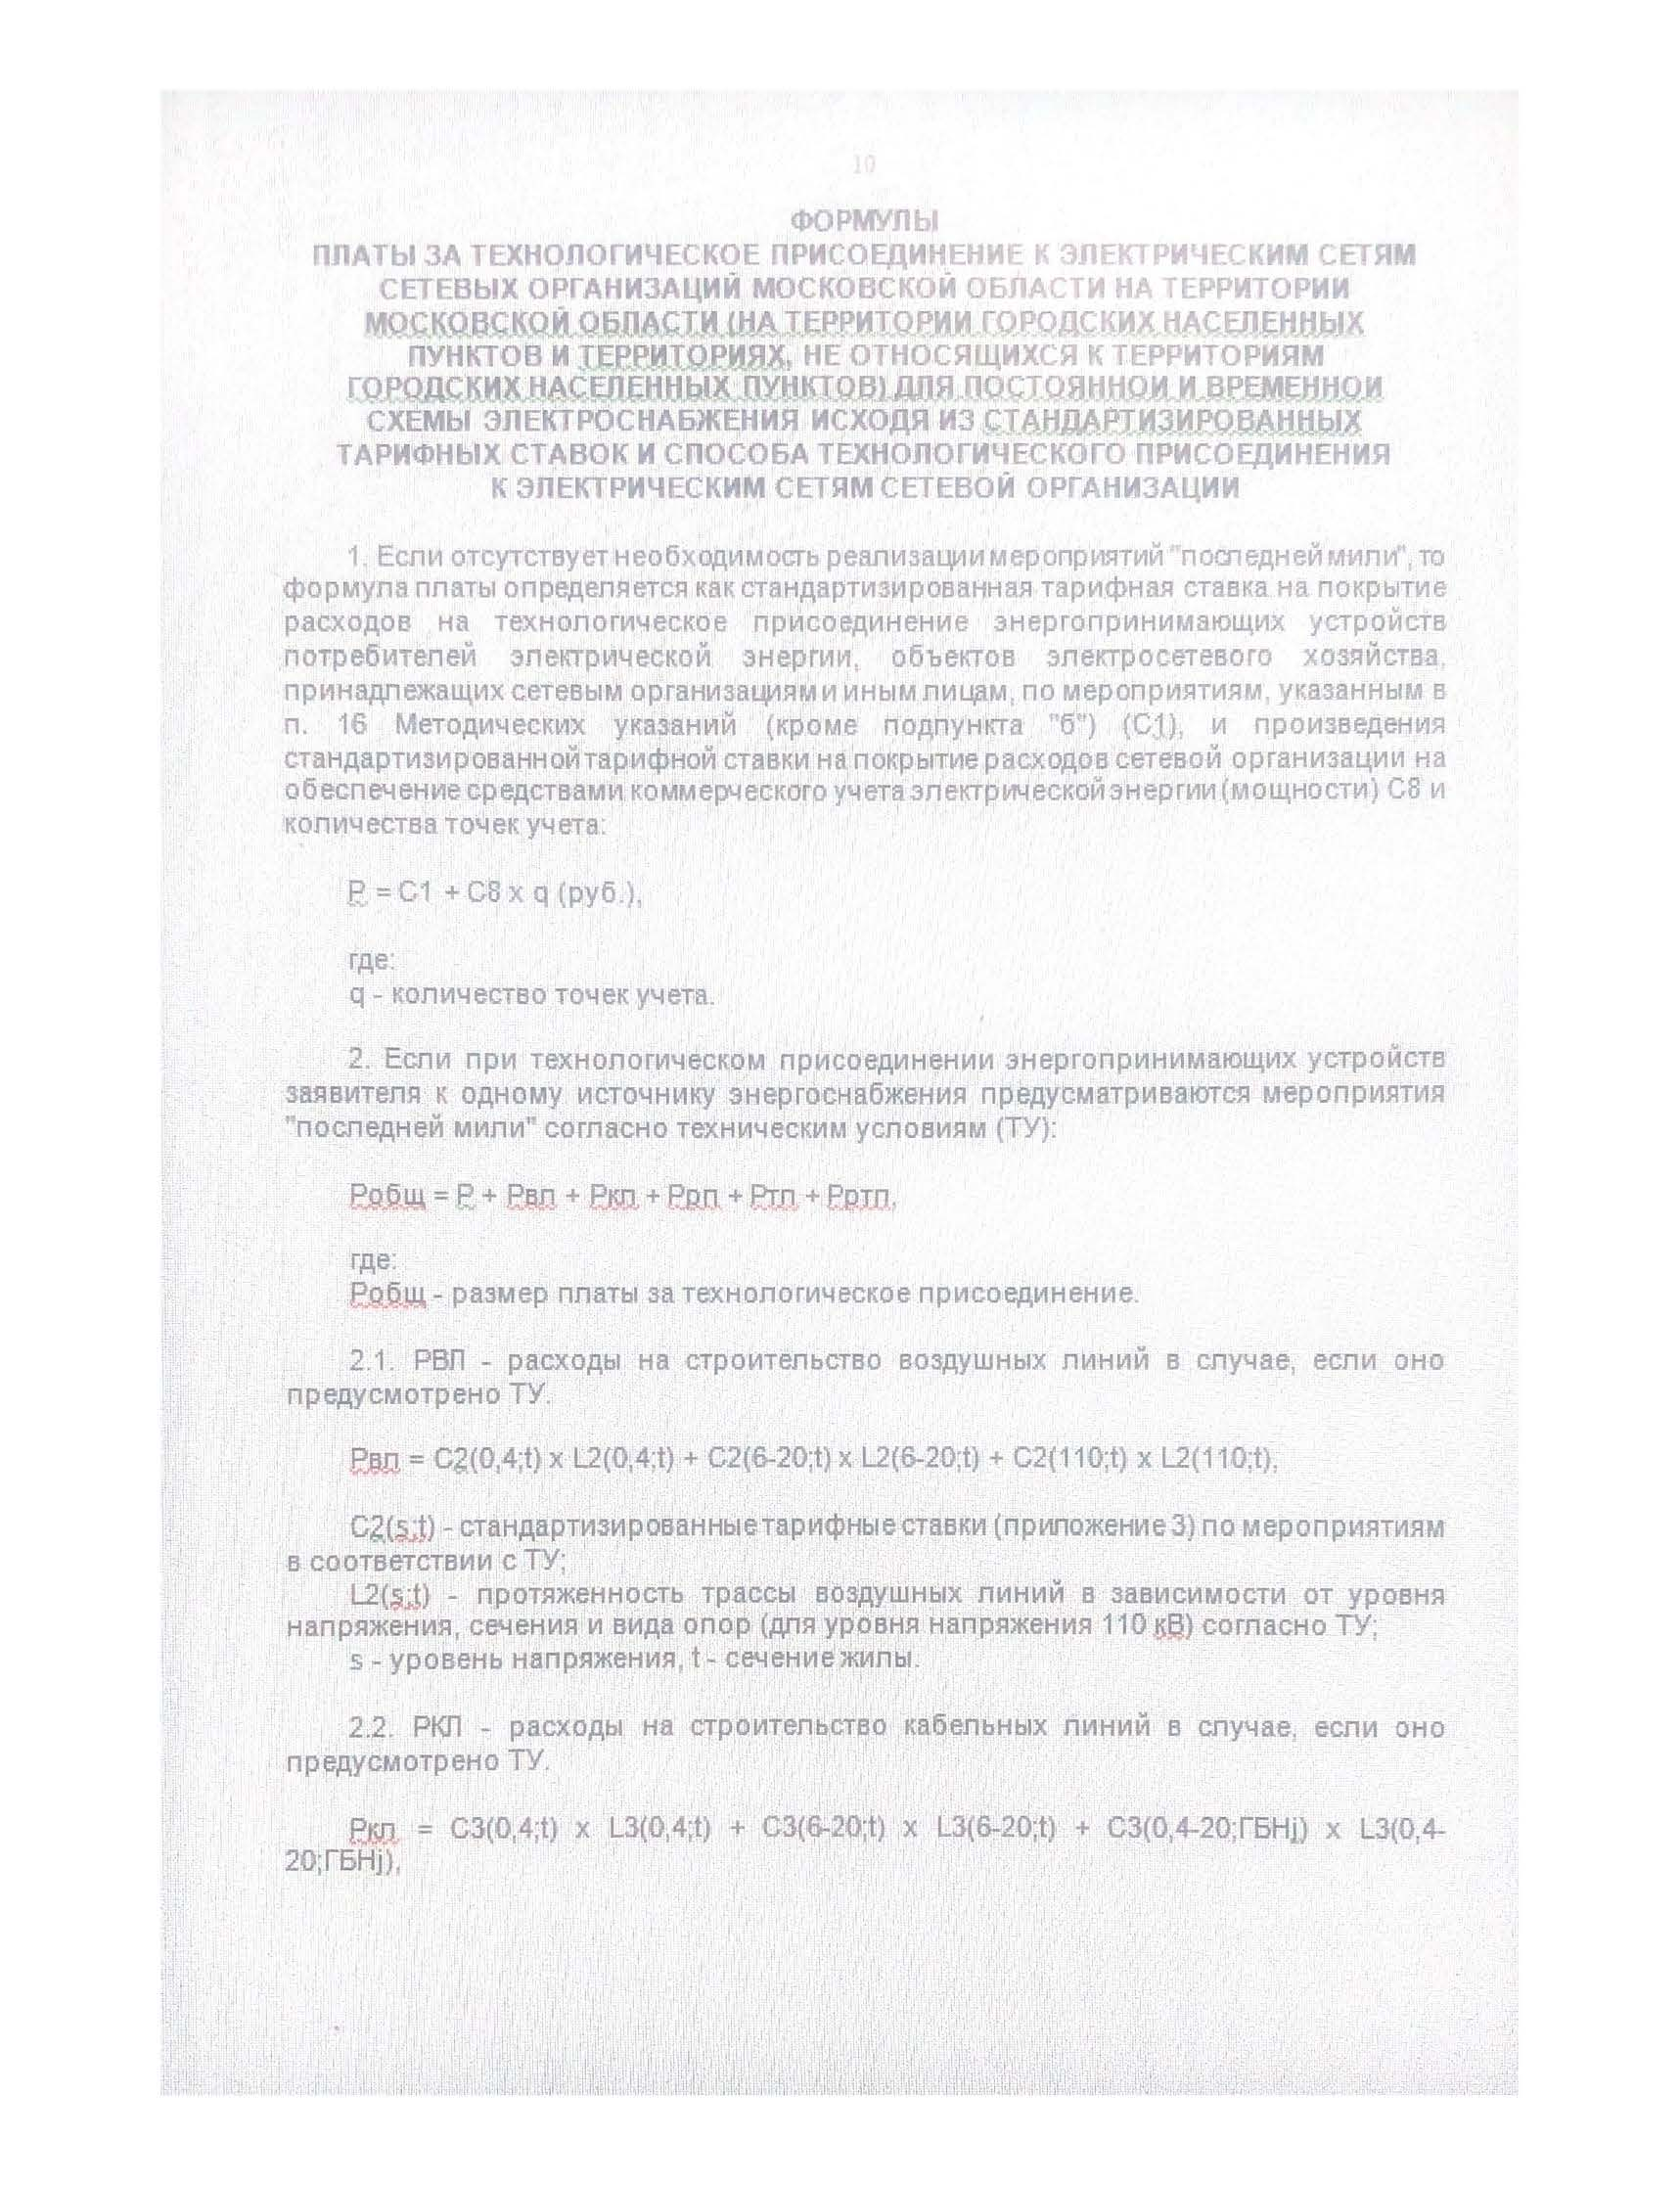 10
ФОРМУЛЫ
ПЛАТЫ ЗА ТЕХНОЛОГИЧЕСКОЕ ПРИСОЕДИНЕНИЕ К ЭЛЕКТРИЧЕСКИМ СЕТЯМ
СЕТЕВЫХ ОРГАНИЗАЦИЙ МОСКОВСКОЙ ОБЛАСТИ НА ТЕРРИТОРИИ
МОСКОВСКОЙ ОБЛАСТИ (НА ТЕРРИТОРИИ ГОРОДСКИХ НАСЕЛЕННЫХ
ПУНКТОВ И ТЕРРИТОРИЯХ, НЕ ОТНОСЯЩИХСЯ К ТЕРРИТОРИЯМ
ГОРОДСКИХ НАСЕЛЕННЫХ ПУНКТОВ) ДЛЯ ПОСТОЯННОЙ И ВРЕМЕННОЙ
СХЕМЫ ЭЛЕКТРОСНАБЖЕНИЯ ИСХОДЯ ИЗ СТАНДАРТИЗИРОВАННЫХ
ТАРИФНЫХ СТАВОК И СПОСОБА ТЕХНОЛОГИЧЕСКОГО ПРИСОЕДИНЕНИЯ
К ЭЛЕКТРИЧЕСКИМ СЕТЯМ СЕТЕВОЙ ОРГАНИЗАЦИИ
1. Если отсутствует необходимость реализации мероприятий "последней мили", то
формула платы определяется как стандартизированная тарифная ставка на покрытие
расходов на технологическое присоединение энергопринимающих устройств
потребителей электрической энергии, объектов электросетевого хозяйства,
принадлежащих сетевым организациям и иным лицам, по мероприятиям, указанным в
п. 16 Методических указаний (кроме подпункта "б") (С1), и произведения
стандартизированной тарифной ставки на покрытие расходов сетевой организации на
обеспечение средствами коммерческого учета электрической энергии (мощности) С8 и
количества точек учета:
P = C1 + C8 x q (руб.),
где:
q - количество точек учета.
2. Если при технологическом присоединении энергопринимающих устройств
заявителя к одному источнику энергоснабжения предусматриваются мероприятия
"последней мили" согласно техническим условиям (ТУ):
Робщ = Р + Рвл + Ркл + Ррп + Ртп + Рртп,
где:
Робщ - размер платы за технологическое присоединение.
2.1. РВЛ - расходы на строительство воздушных линий в случае, если оно
предусмотрено ТУ.
Рвл = C2(0,4;t) x L2(0,4;t) + C2(6-20;t) x L2(6-20;t) + C2(110;t) x L2(110;t),
C2(s;t) - стандартизированные тарифные ставки (приложение 3) по мероприятиям
в соответствии с ТУ;
L2(s;t) - протяженность трассы воздушных линий в зависимости от уровня
напряжения, сечения и вида опор (для уровня напряжения 110 кВ) согласно ТУ;
s - уровень напряжения, t - сечение жилы.
2.2. РКЛ - расходы на строительство кабельных линий в случае, если оно
предусмотрено ТУ.
Ркл = C3(0,4;t) x L3(0,4;t) + C3(6-20;t) x L3(6-20;t) + C3(0,4-20;ГБНj) x L3(0,4-
20;ГБНj),